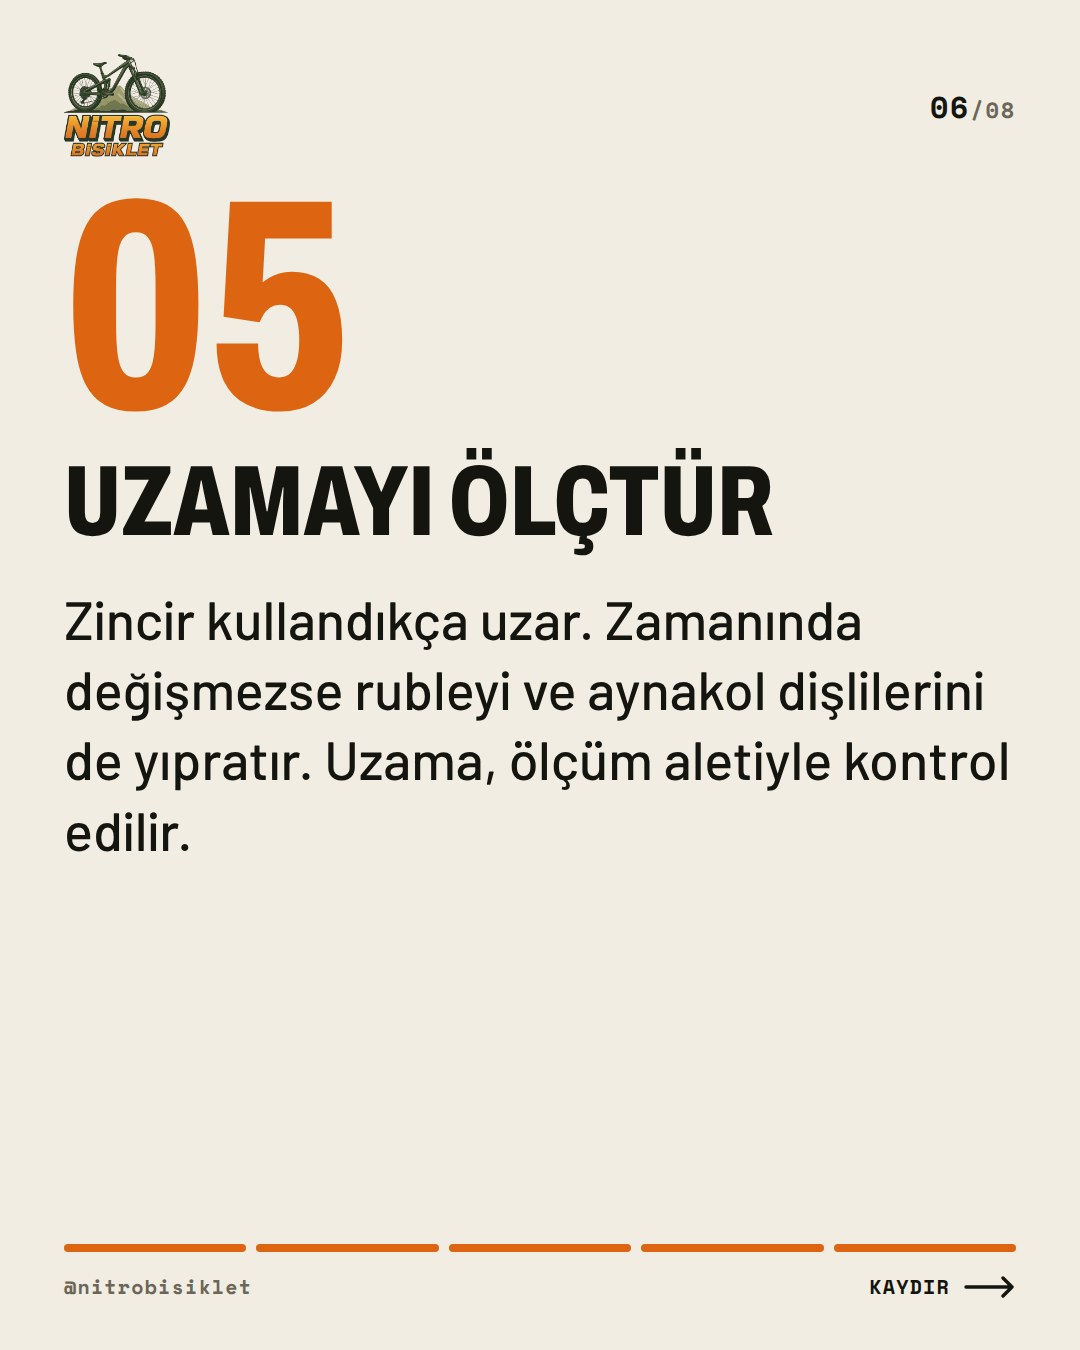 NiTRO
BISIKLET
06/08
05
UZAMAYI ÖLÇTÜR
Zincir kullandıkça uzar. Zamanında
değişmezse rubleyi ve aynakol dişlilerini
de yıpratır. Uzama, ölçüm aletiyle kontrol
edilir.
@nitrobisiklet
KAYDIR